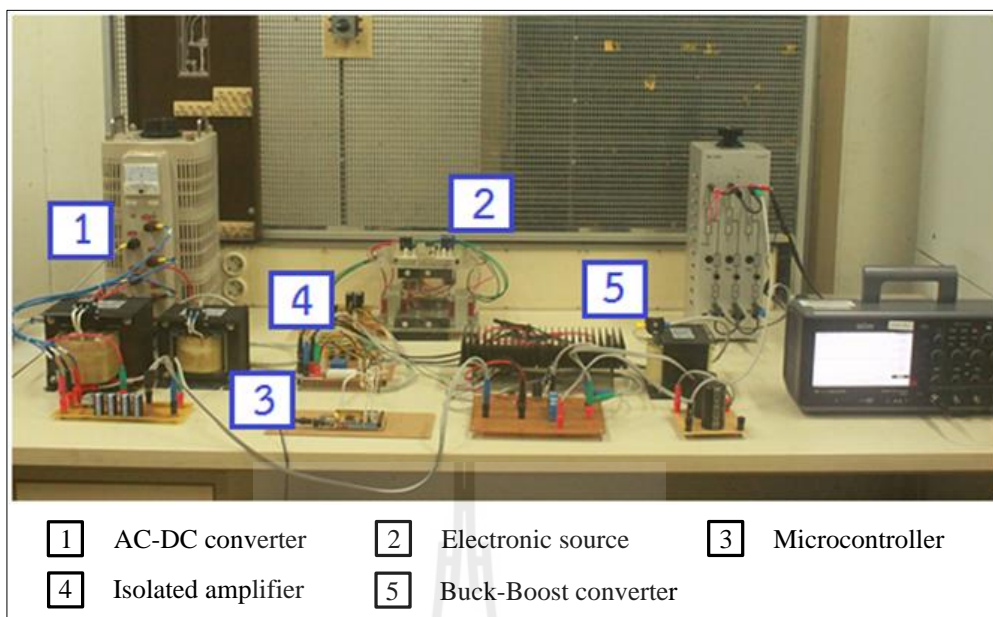 1
2
4
5
3
1 AC-DC converter 2 Electronic source 3 Microcontroller
4 Isolated amplifier 5 Buck-Boost converter